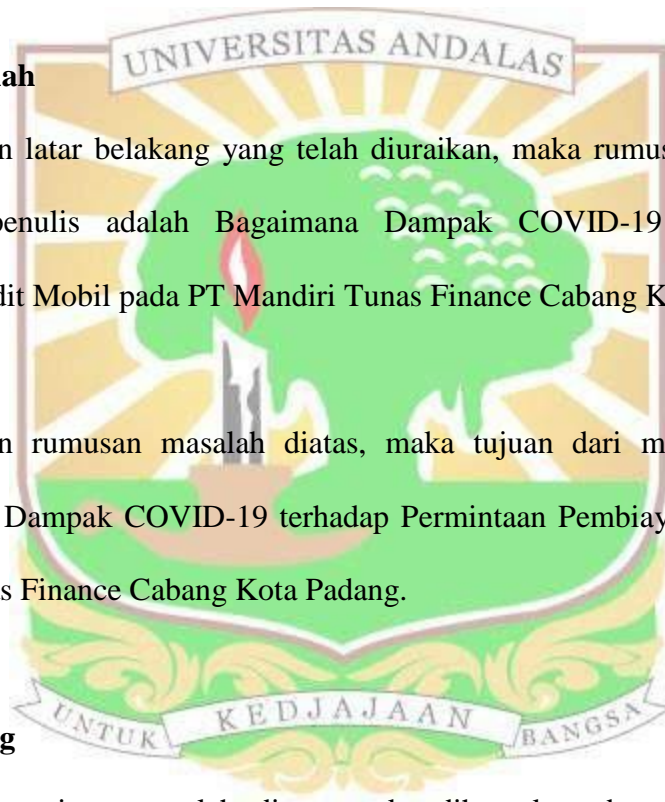 UNIVERSITAS ANDALAS
lah
n latar belakang yang telah diuraikan, maka rumus
penulis adalah Bagaimana Dampak COVID-19
dit Mobil pada PT Mandiri Tunas Finance Cabang K
n rumusan masalah diatas, maka tujuan dari m
Dampak COVID-19 terhadap Permintaan Pembiay
s Finance Cabang Kota Padang.
UNTUK KEDJAJAAN BANGSA
g